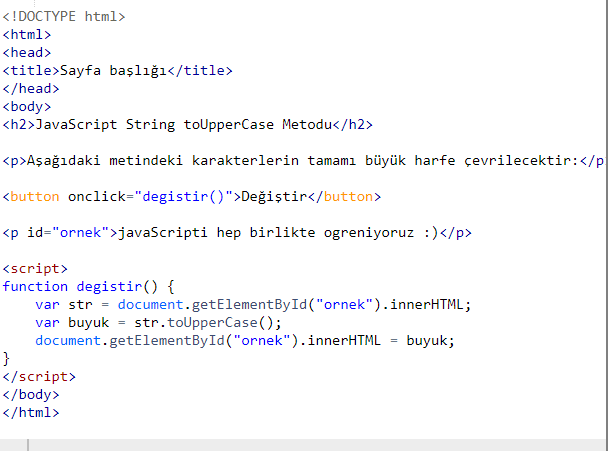 <!DOCTYPE html>
<html>
<head>
<title>Sayfa başlığı</title>
</head>
<body>
<h2>JavaScript String toUpperCase Metodu</h2>
<p>Aşağıdaki metindeki karakterlerin tamamı büyük harfe çevrilecektir:</p
<button onclick="degistir()">Değiştir</button>
<p id="ornek">javaScripti hep birlikte ogreniyoruz :)</p>
<script>
function degistir() {
    var str = document.getElementById("ornek").innerHTML;
    var buyuk = str.toUpperCase();
    document.getElementById("ornek").innerHTML = buyuk;
}
</script>
</body>
</html>